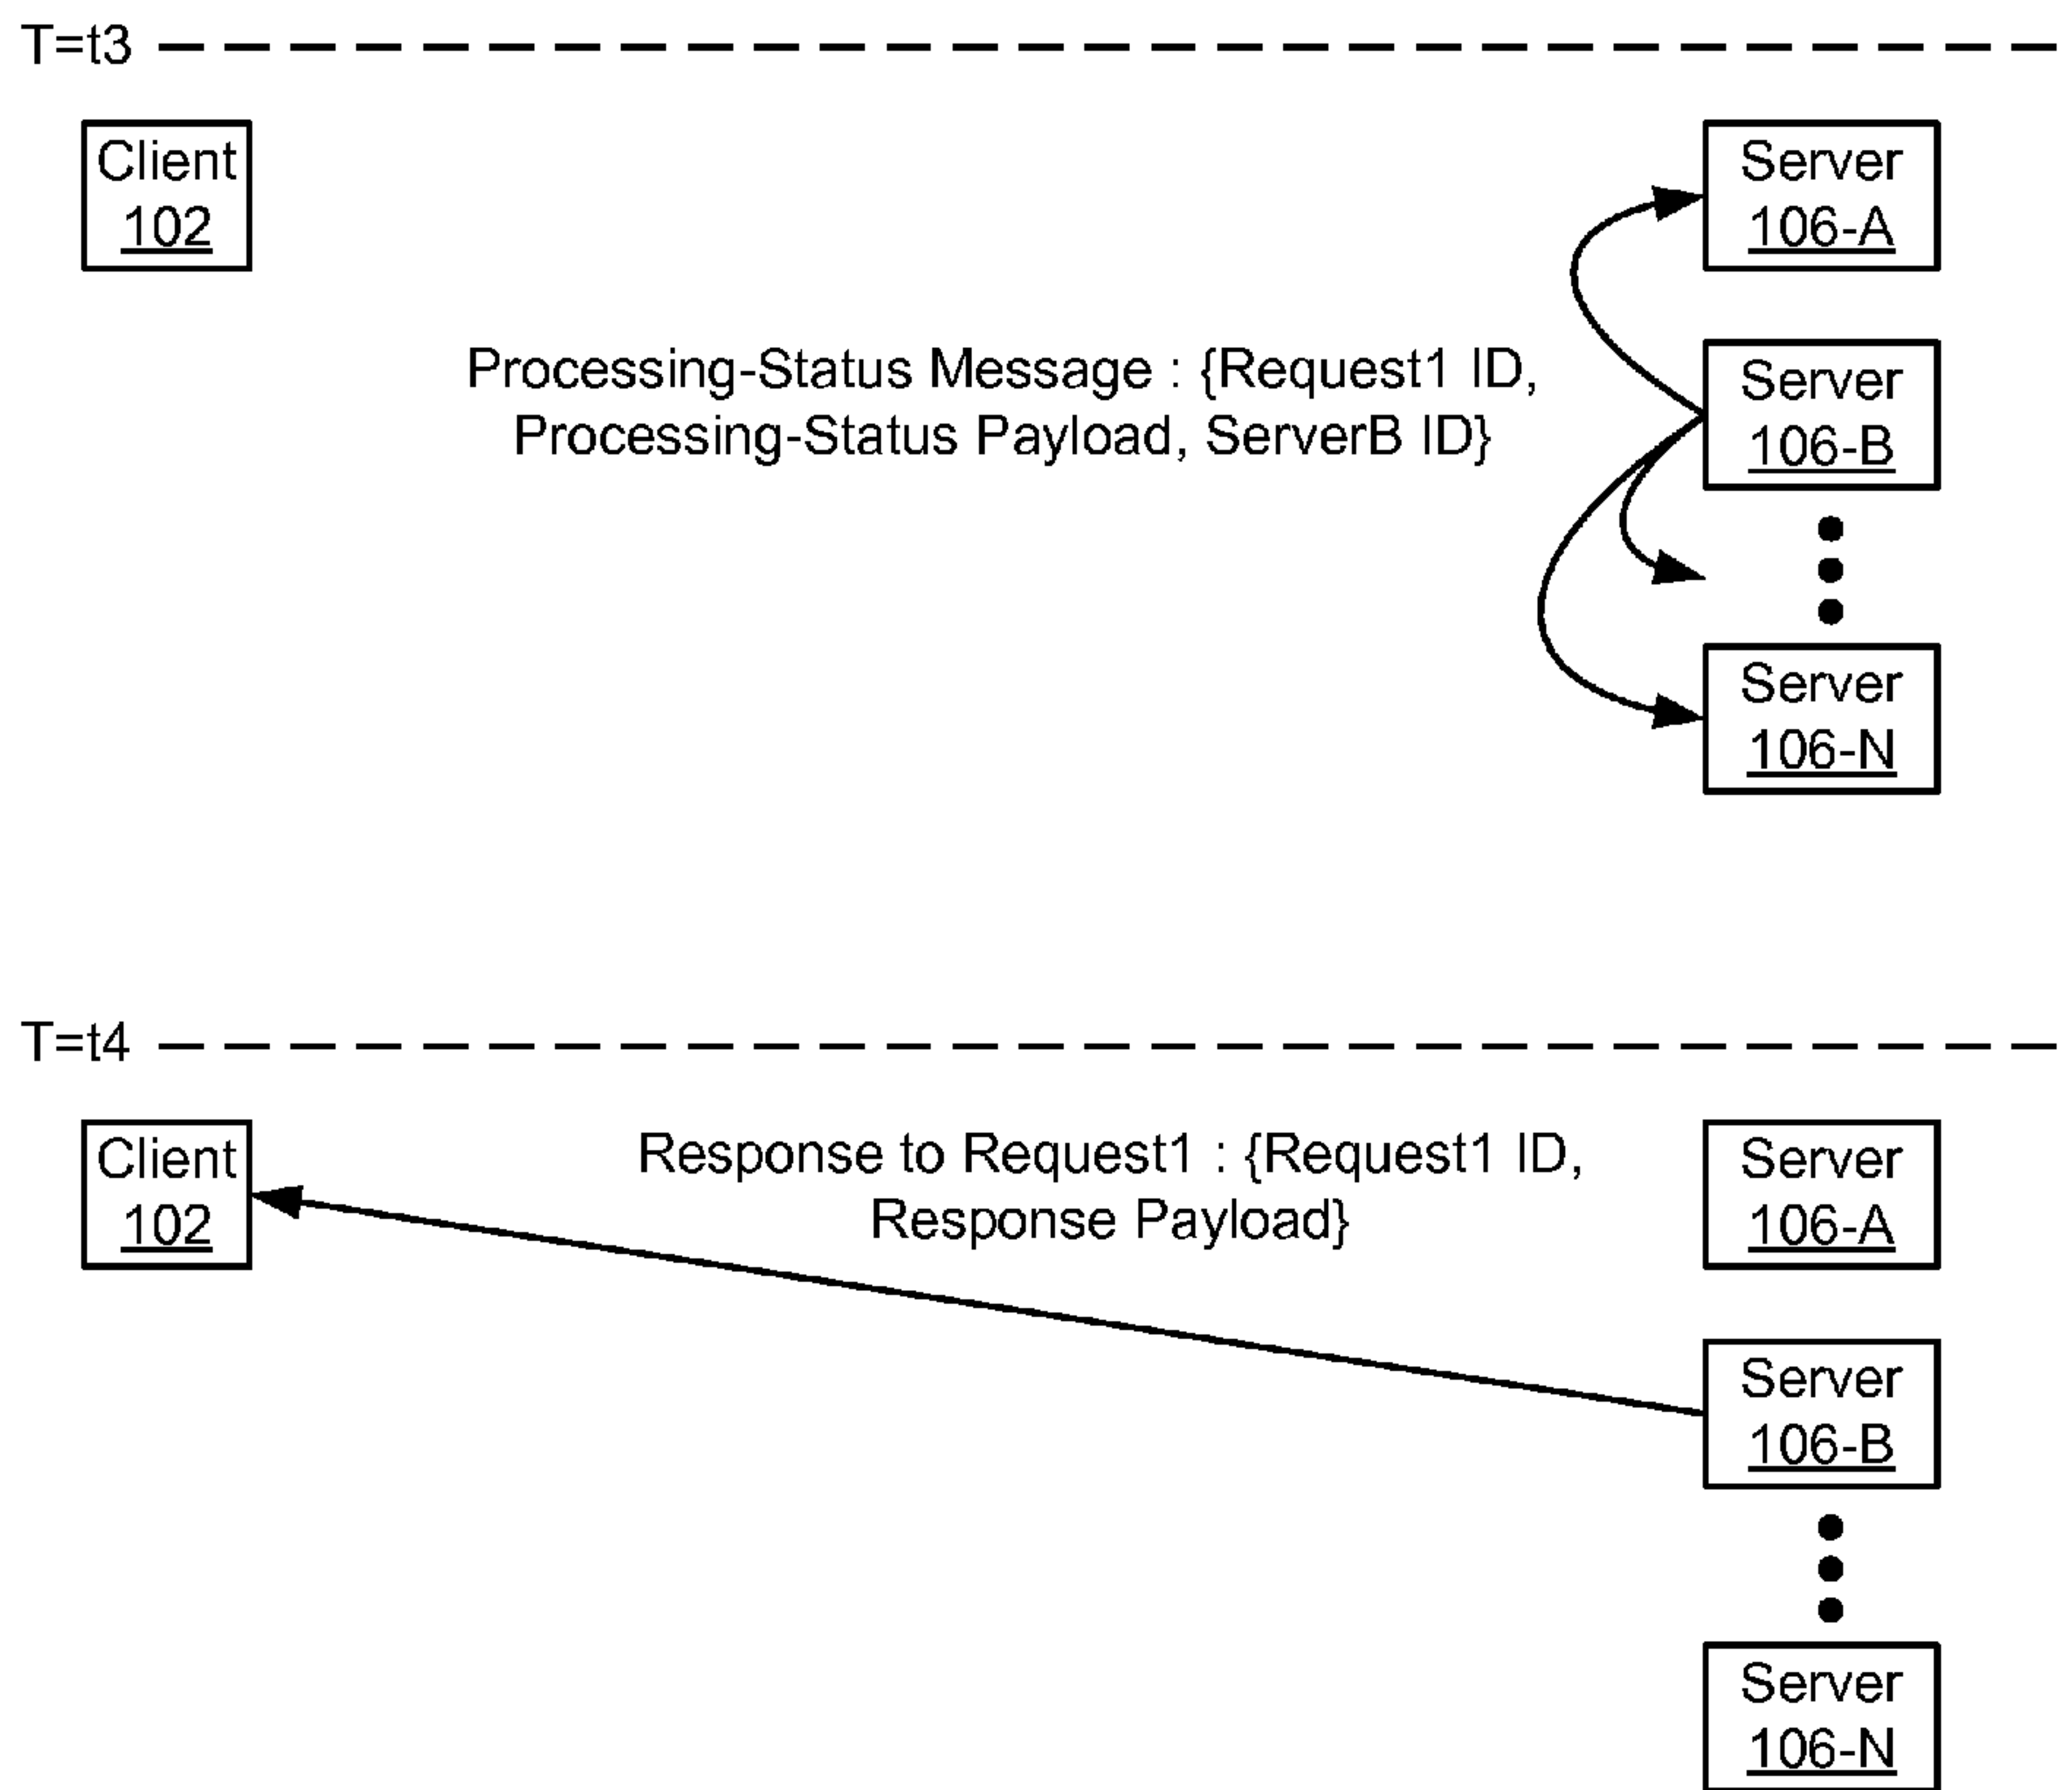 T=t3
Client
102
Server
106-A
Processing-Status Message : {Request1 ID,
Processing-Status Payload, ServerB ID}
Server
106-B
Server
106-N
T=t4
Client
102
Response to Request1 : {Request1 ID,
Response Payload}
Server
106-A
Server
106-B
Server
106-N